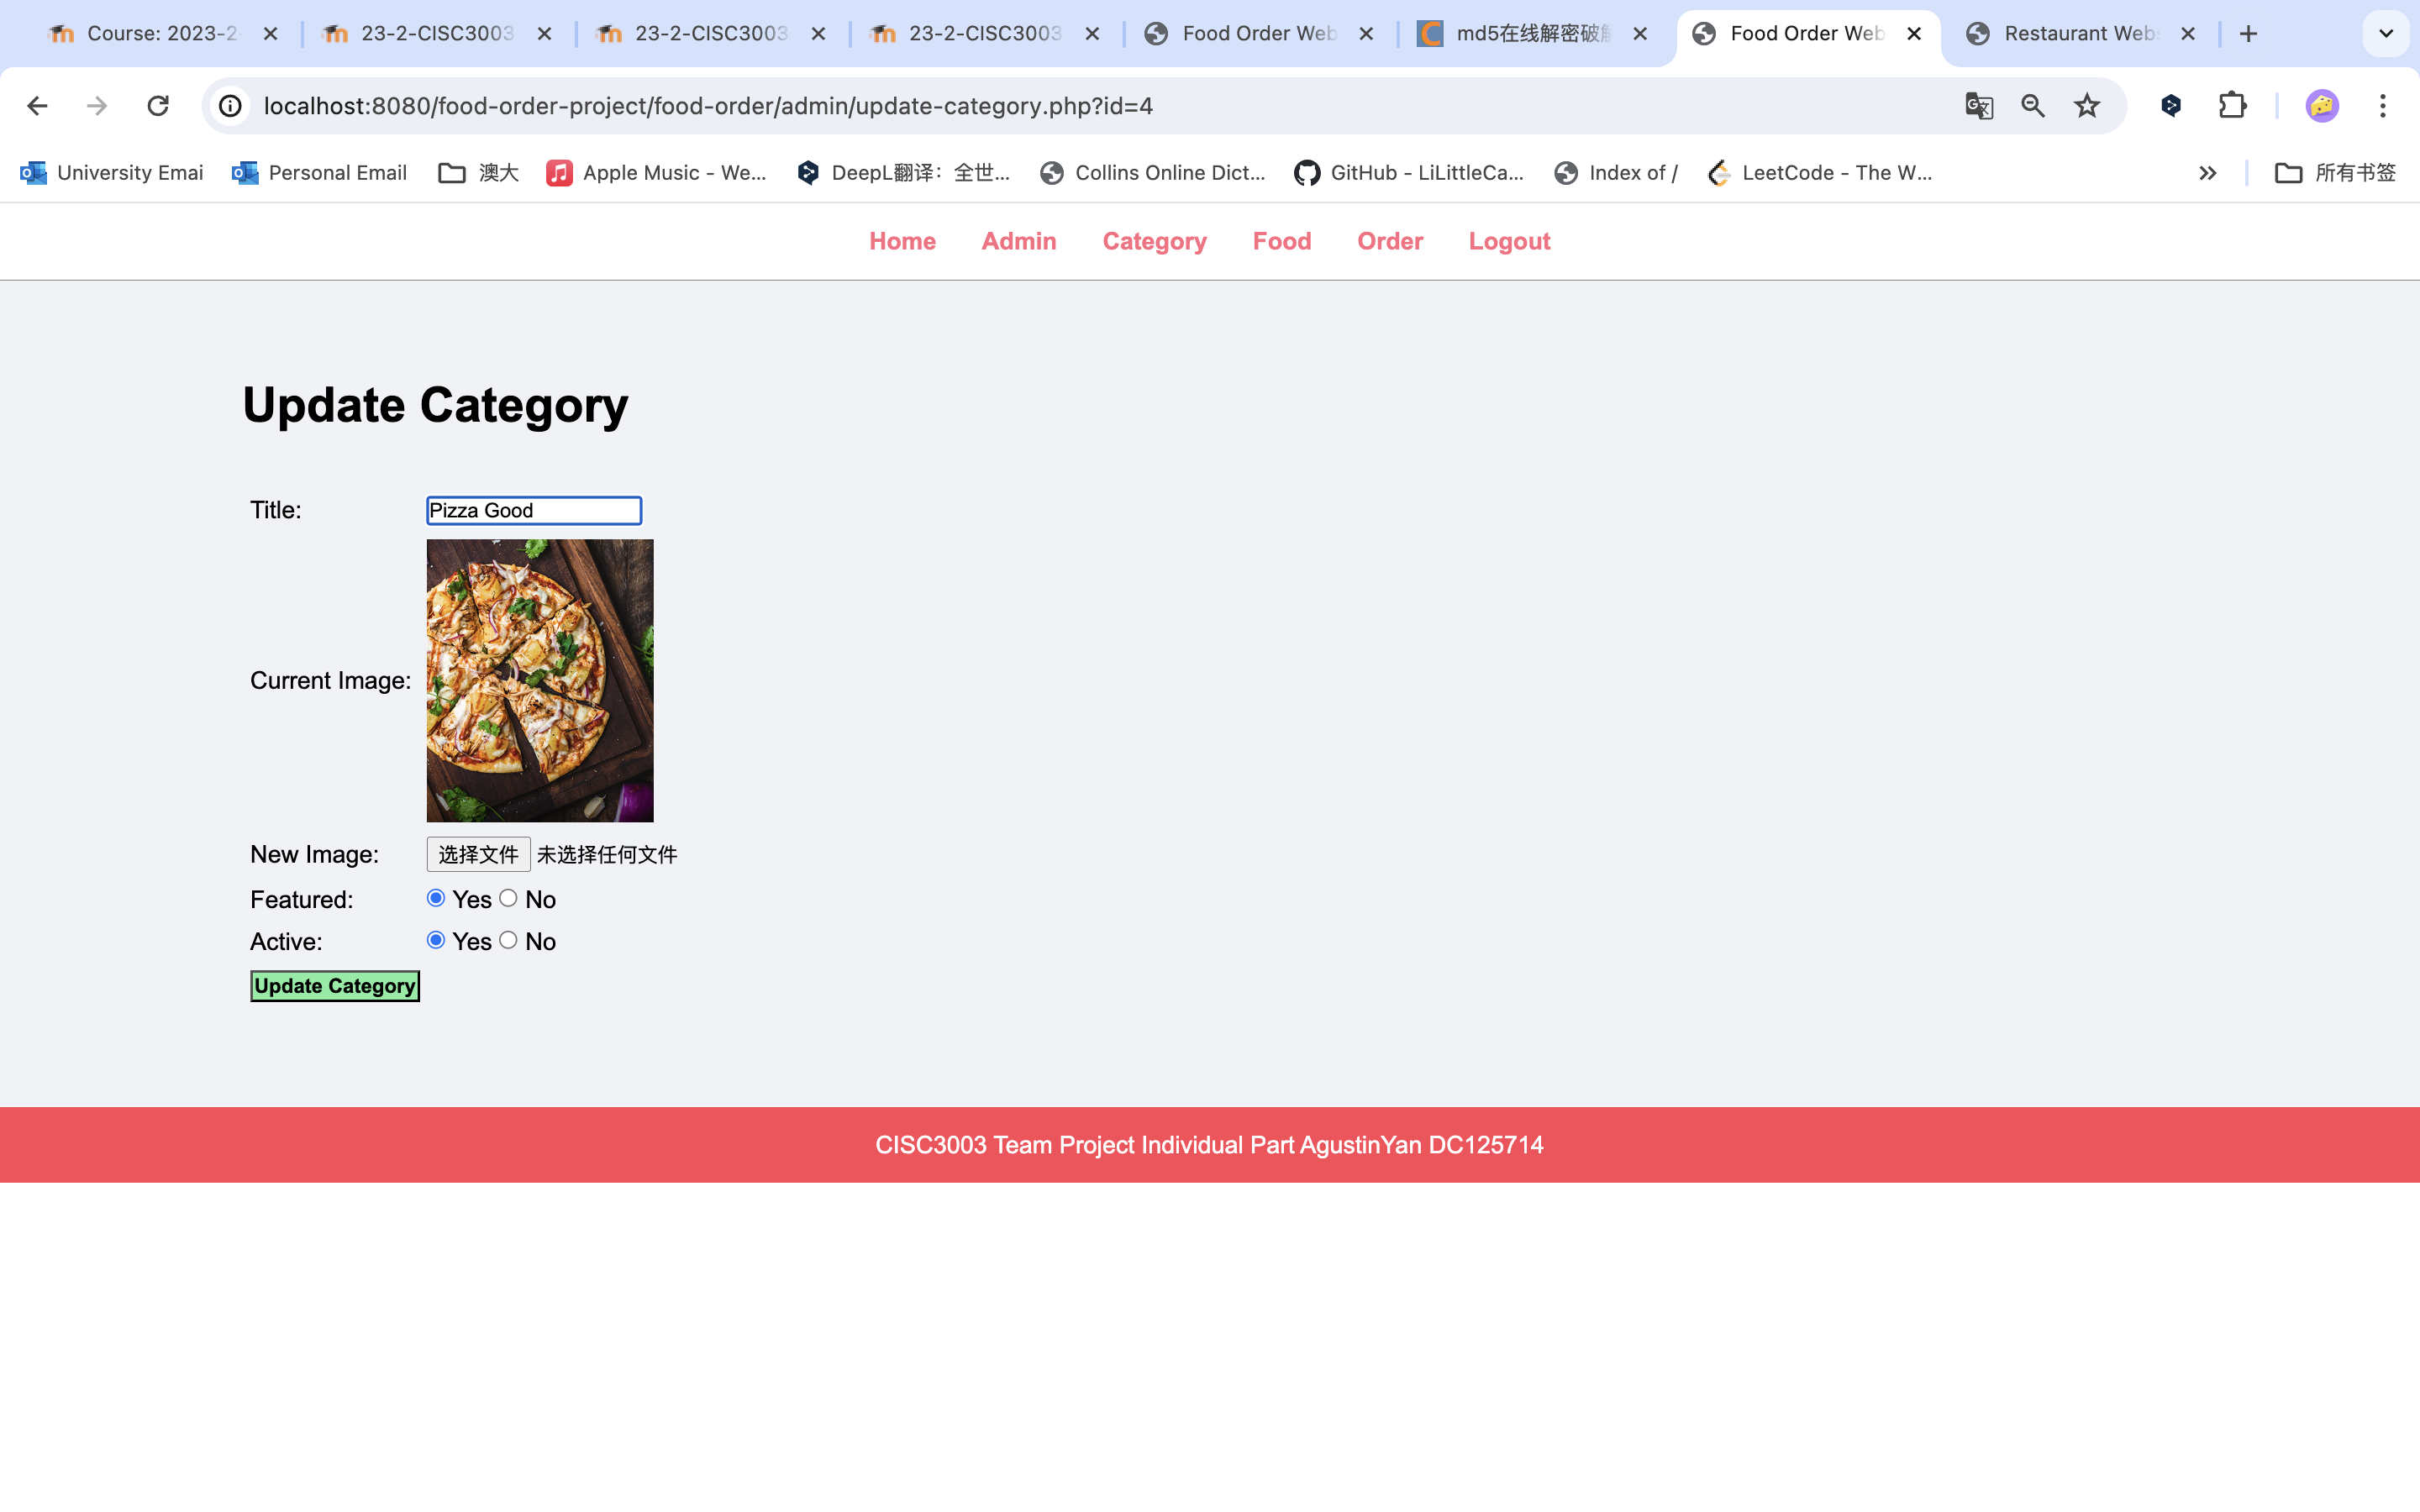 Course: 2023-2-
23-2-CISC3003
23-2-CISC3003
23-2-CISC3003
Food Order Web
md5在线解密破解
Food Order Web
Restaurant Webs
localhost:8080/food-order-project/food-order/admin/update-category.php?id=4
University Emai
Personal Email
澳大
Apple Music - We...
DeepL翻译：全世...
Collins Online Dict...
GitHub - LiLittleCa...
Index of /
LeetCode - The W...
所有书签
Home Admin Category Food Order Logout
Update Category
Title: Pizza Good
Current Image:
New Image: 选择文件 未选择任何文件
Featured: Yes No
Active: Yes No
Update Category
CISC3003 Team Project Individual Part AgustinYan DC125714